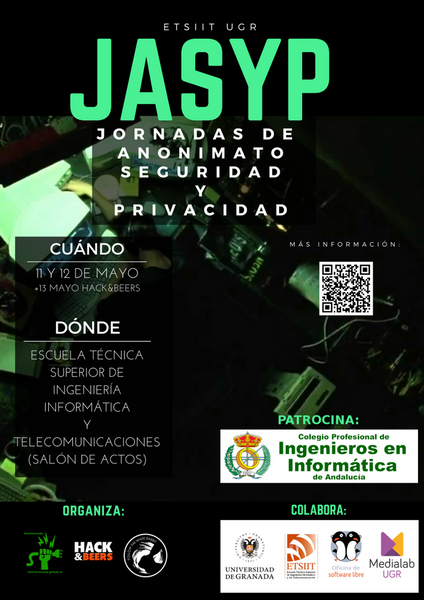 ETSIIT UGR
JASYP
JORNADAS DE
ANONIMATO
SEGURIDAD
Y
PRIVACIDAD
CUÁNDO
11 Y 12 DE MAYO
+13 MAYO HACK&BEERS
MÁS INFORMACIÓN:
DÓNDE
ESCUELA TÉCNICA
SUPERIOR DE
INGENIERÍA
INFORMÁTICA
Y
TELECOMUNICACIONES
(SALÓN DE ACTOS)
PATROCINA:
Colegio Profesional de
Ingenieros en
Informática
de Andalucía
ORGANIZA:
HACK
&BEERS
COLABORA:
UNIVERSIDAD
DE GRANADA
ETSIIT
Oficina de
software libre
Medialab
UGR